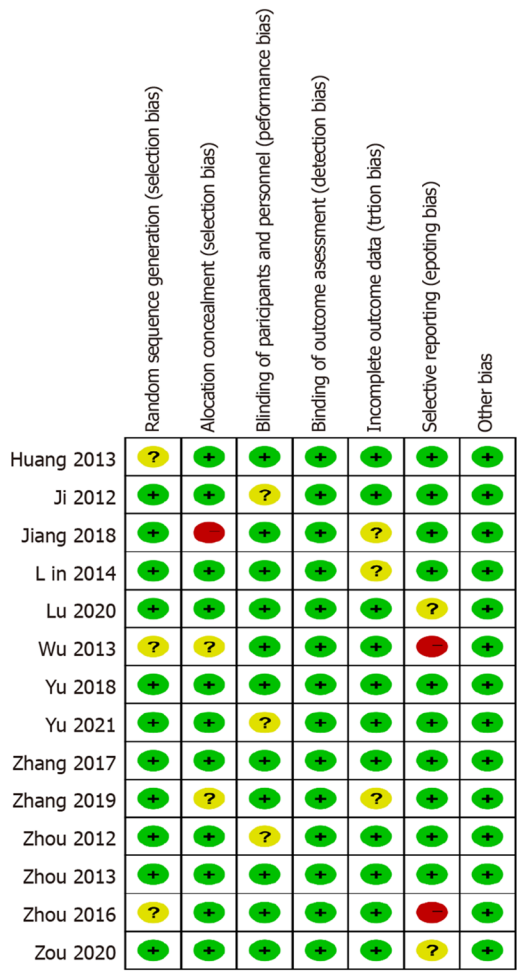 Random sequence generation (selection bias)
Alocation concealment (selection bias)
Blinding of paricipants and personnel (peformance bias)
Binding of outcome asessment (detection bias)
Incomplete outcome data (trtion bias)
Selective reporting (epoting bias)
Other bias
Huang 2013 ? + + + + + +
Ji 2012 + + ? + + + +
Jiang 2018 + - + + ? + +
L in 2014 + + + + ? + +
Lu 2020 + + + + + ? +
Wu 2013 ? ? + + + - +
Yu 2018 + + + + + + +
Yu 2021 + + ? + + + +
Zhang 2017 + + + + + + +
Zhang 2019 + ? + + ? + +
Zhou 2012 + + ? + + + +
Zhou 2013 + + + + + + +
Zhou 2016 ? + + + + - +
Zou 2020 + + + + + ? +